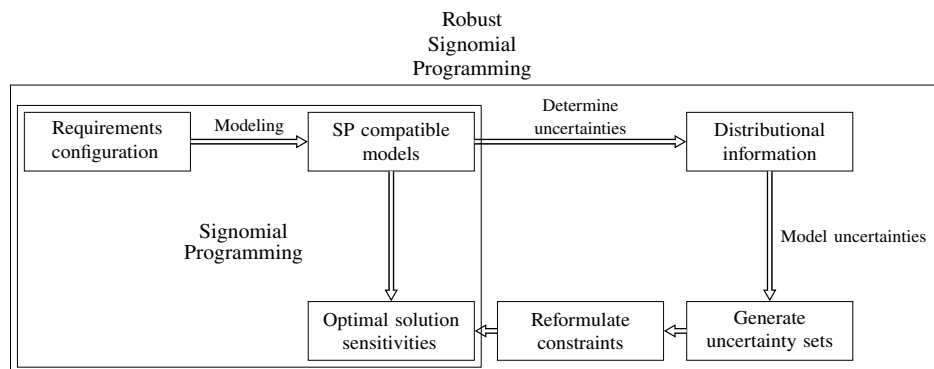 Robust
Signomial
Programming
Requirements
configuration
Modeling
SP compatible
models
Determine
uncertainties
Distributional
information
Signomial
Programming
Model uncertainties
Optimal solution
sensitivities
Reformulate
constraints
Generate
uncertainty sets